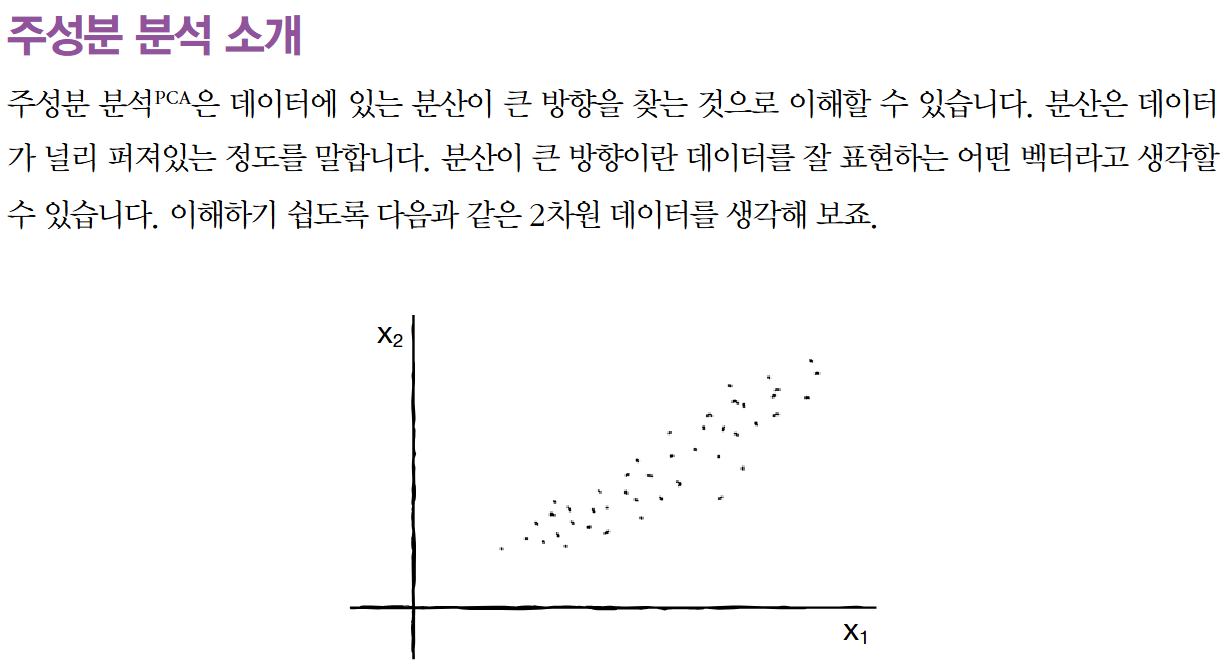 주성분 분석 소개
주성분 분석PCA은 데이터에 있는 분산이 큰 방향을 찾는 것으로 이해할 수 있습니다. 분산은 데이터
가 널리 퍼져있는 정도를 말합니다. 분산이 큰 방향이란 데이터를 잘 표현하는 어떤 벡터라고 생각할
수 있습니다. 이해하기 쉽도록 다음과 같은 2차원 데이터를 생각해 보죠.
x₂
x₁